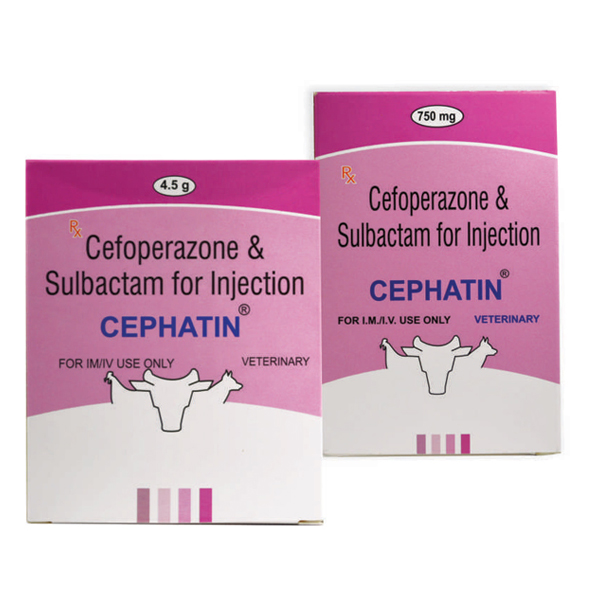 4.5 g
Rx
Cefoperazone &
Sulbactam for Injection
CEPHATIN®
FOR IM/IV USE ONLY VETERINARY
750 mg
Rx
Cefoperazone &
Sulbactam for Injection
CEPHATIN®
FOR I.M./I.V. USE ONLY VETERINARY